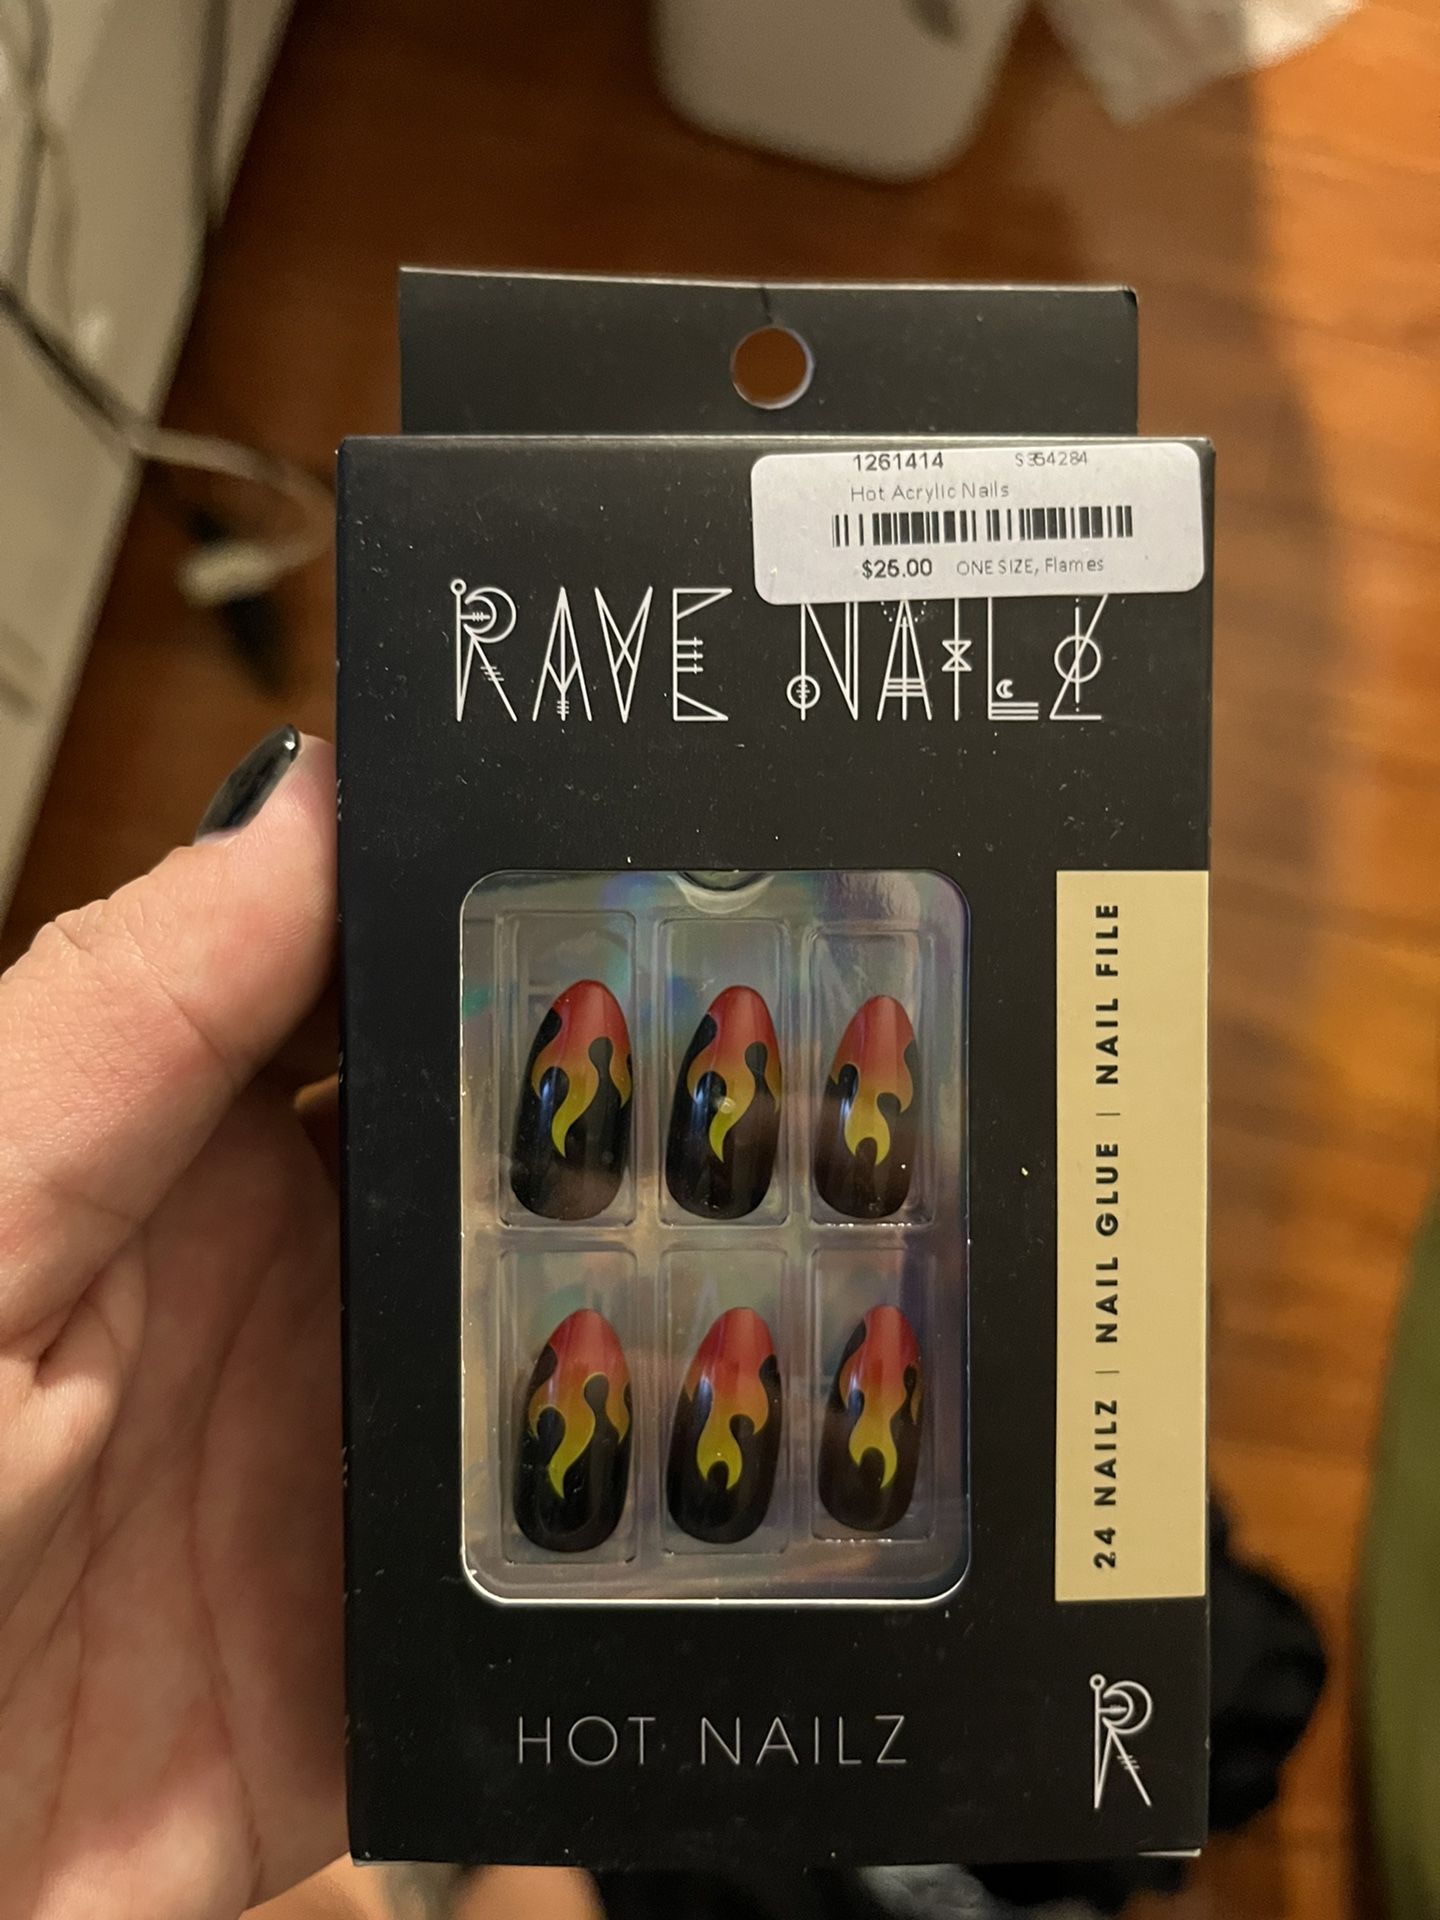 1261414 S354284
Hot Acrylic Nails
$25.00 ONE SIZE, Flames
RAVE NAILZ
24 NAILZ | NAIL GLUE | NAIL FILE
HOT NAILZ
R